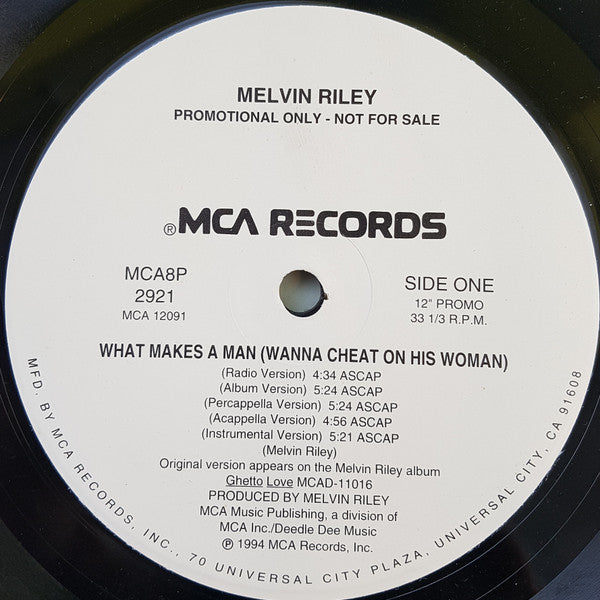 MELVIN RILEY
PROMOTIONAL ONLY - NOT FOR SALE
®MCA RECORDS
MCA8P
2921
MCA 12091
SIDE ONE
12" PROMO
33 1/3 R.P.M.
WHAT MAKES A MAN (WANNA CHEAT ON HIS WOMAN)
(Radio Version) 4:34 ASCAP
(Album Version) 5:24 ASCAP
(Percappella Version) 5:24 ASCAP
(Acappella Version) 4:56 ASCAP
(Instrumental Version) 5:21 ASCAP
(Melvin Riley)
Original version appears on the Melvin Riley album
Ghetto Love MCAD-11016
PRODUCED BY MELVIN RILEY
MCA Music Publishing, a division of
MCA Inc./Deedle Dee Music
℗ 1994 MCA Records, Inc.
MFD. BY MCA RECORDS, INC., 70 UNIVERSAL CITY PLAZA, UNIVERSAL CITY, CA 91608